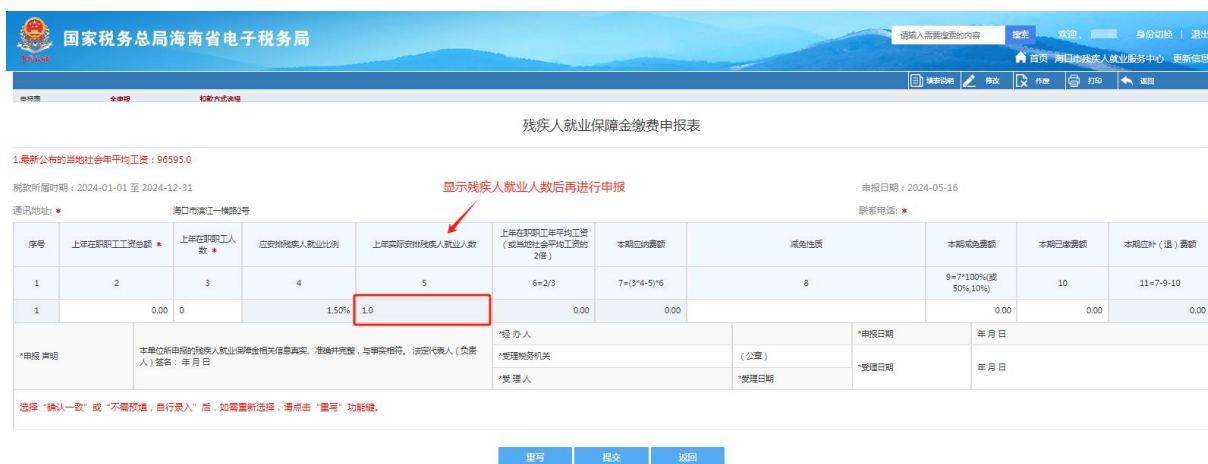 国家税务总局海南省电子税务局
请输入需要搜索的内容 搜索 欢迎, 身份切换 | 退出
首页 海口市残疾人就业服务中心 更新信息
填表说明 修改 作废 打印 返回
申报表 全申报 扣款方式选择
残疾人就业保障金缴费申报表
1.最新公布的当地社会年平均工资：96595.0
税款所属时期：2024-01-01 至 2024-12-31 显示残疾人就业人数后再进行申报 申报日期：2024-05-16
通讯地址: * 海口市滨江一横路2号 联系电话: *
序号 上年在职职工工资总额 * 上年在职职工人数 * 应安排残疾人就业比例 上年实际安排残疾人就业人数 上年在职职工年平均工资（或当地社会平均工资的2倍） 本期应纳费额 减免性质 本期减免费额 本期已缴费额 本期应补（退）费额
1 2 3 4 5 6=2/3 7=(3*4-5)*6 8 9=7*100%(或50%,10%) 10 11=7-9-10
1 0.00 0 1.50% 1.0 0.00 0.00 0.00 0.00 0.00
*申报 声明 本单位所申报的残疾人就业保障金相关信息真实、准确并完整，与事实相符。 法定代表人（负责人）签名： 年 月 日
*经 办 人 *申报日期 年 月 日
*受理税务机关 （公章） *受理日期 年 月 日
*受 理 人 *受理日期
选择“确认一致”或“不需预填，自行录入”后，如需重新选择，请点击“重写”功能键。
重写 提交 返回